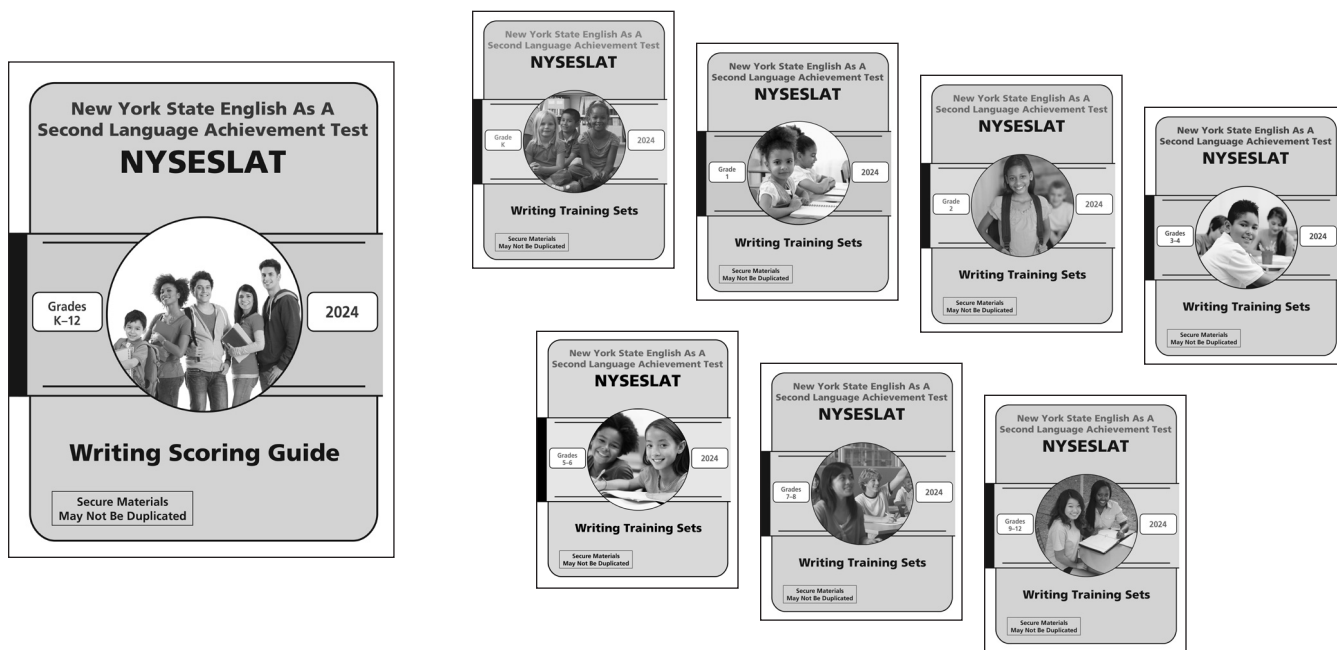 New York State English As A
Second Language Achievement Test
NYSESLAT
Grades
K–12
2024
Writing Scoring Guide
Secure Materials
May Not Be Duplicated
New York State English As A
Second Language Achievement Test
NYSESLAT
Grade
K
2024
Writing Training Sets
Secure Materials
May Not Be Duplicated
New York State English As A
Second Language Achievement Test
NYSESLAT
Grade
1
2024
Writing Training Sets
Secure Materials
May Not Be Duplicated
New York State English As A
Second Language Achievement Test
NYSESLAT
Grade
2
2024
Writing Training Sets
Secure Materials
May Not Be Duplicated
New York State English As A
Second Language Achievement Test
NYSESLAT
Grades
3–4
2024
Writing Training Sets
Secure Materials
May Not Be Duplicated
New York State English As A
Second Language Achievement Test
NYSESLAT
Grades
5–6
2024
Writing Training Sets
Secure Materials
May Not Be Duplicated
New York State English As A
Second Language Achievement Test
NYSESLAT
Grades
7–8
2024
Writing Training Sets
Secure Materials
May Not Be Duplicated
New York State English As A
Second Language Achievement Test
NYSESLAT
Grades
9–12
2024
Writing Training Sets
Secure Materials
May Not Be Duplicated